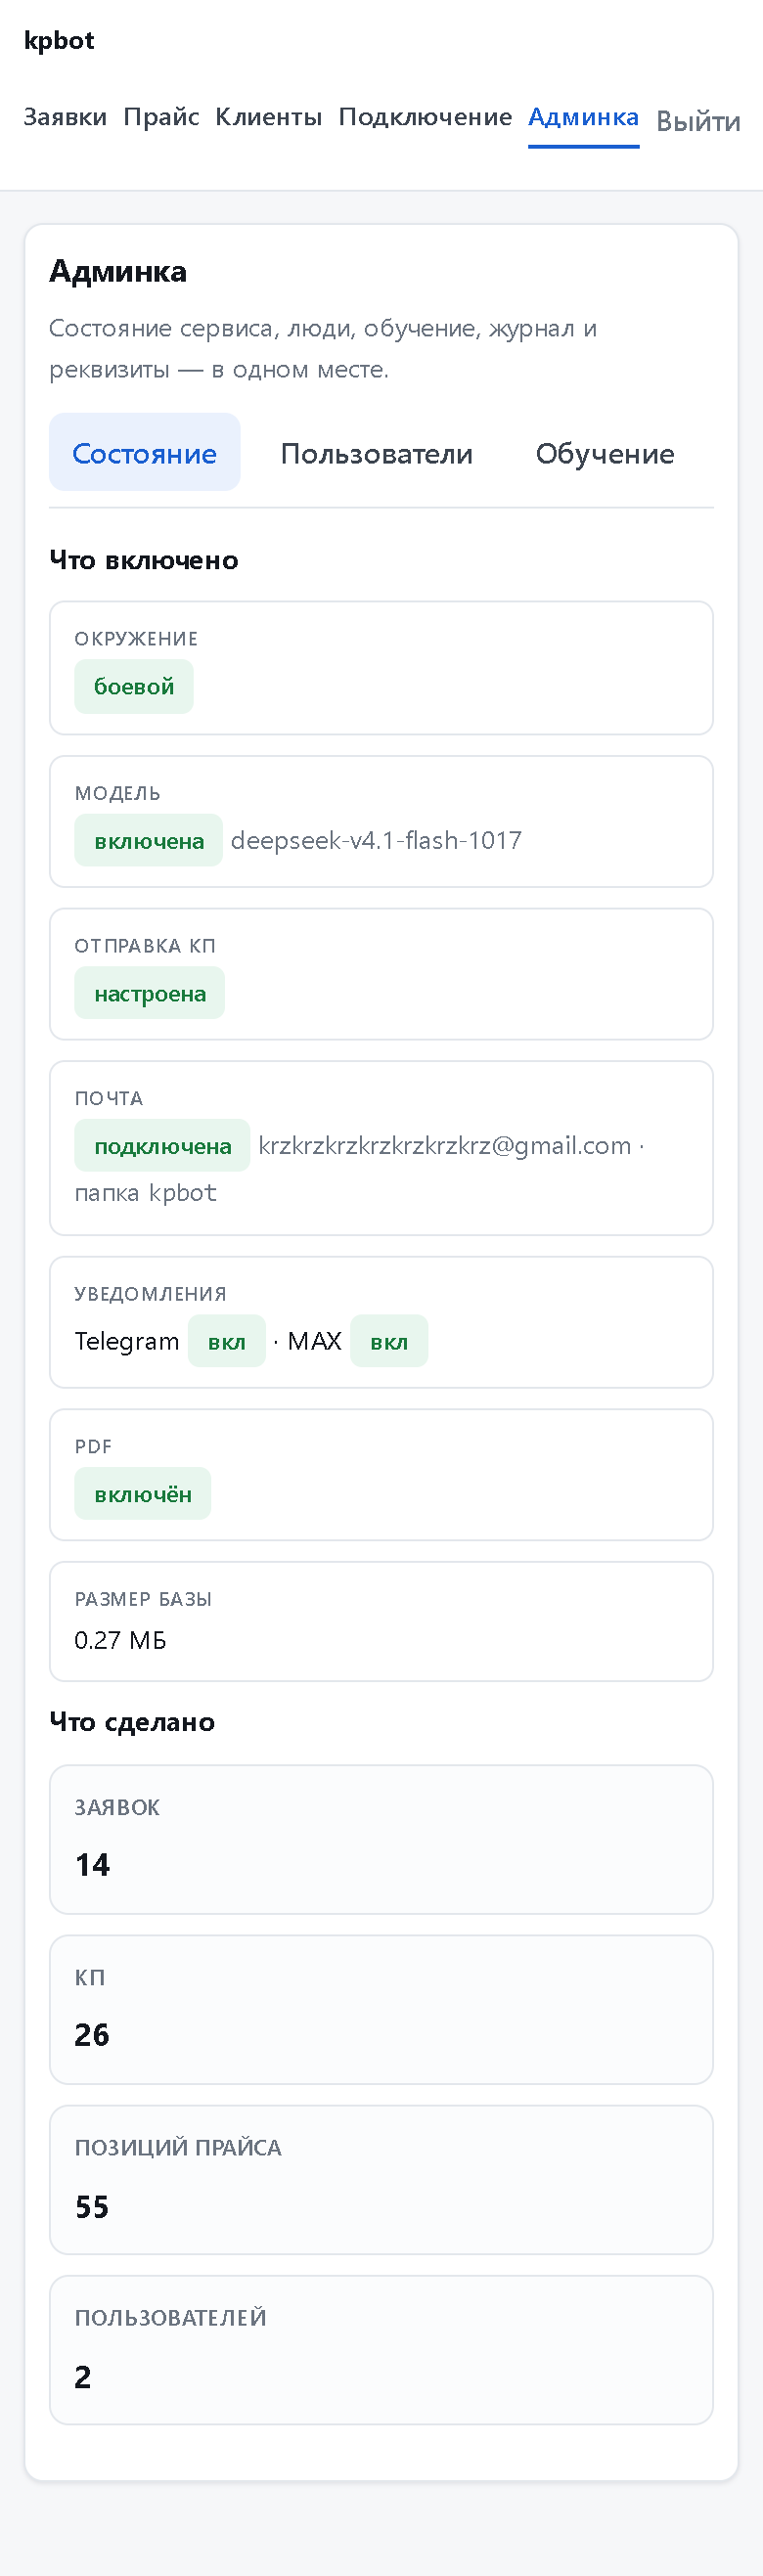 kpbot
Заявки Прайс Клиенты Подключение Админка Выйти
Админка
Состояние сервиса, люди, обучение, журнал и
реквизиты — в одном месте.
Состояние Пользователи Обучение
Что включено
ОКРУЖЕНИЕ
боевой
МОДЕЛЬ
включена deepseek-v4.1-flash-1017
ОТПРАВКА КП
настроена
ПОЧТА
подключена krzkrzkrzkrzkrzkrzkrz@gmail.com ·
папка kpbot
УВЕДОМЛЕНИЯ
Telegram вкл · MAX вкл
PDF
включён
РАЗМЕР БАЗЫ
0.27 МБ
Что сделано
ЗАЯВОК
14
КП
26
ПОЗИЦИЙ ПРАЙСА
55
ПОЛЬЗОВАТЕЛЕЙ
2